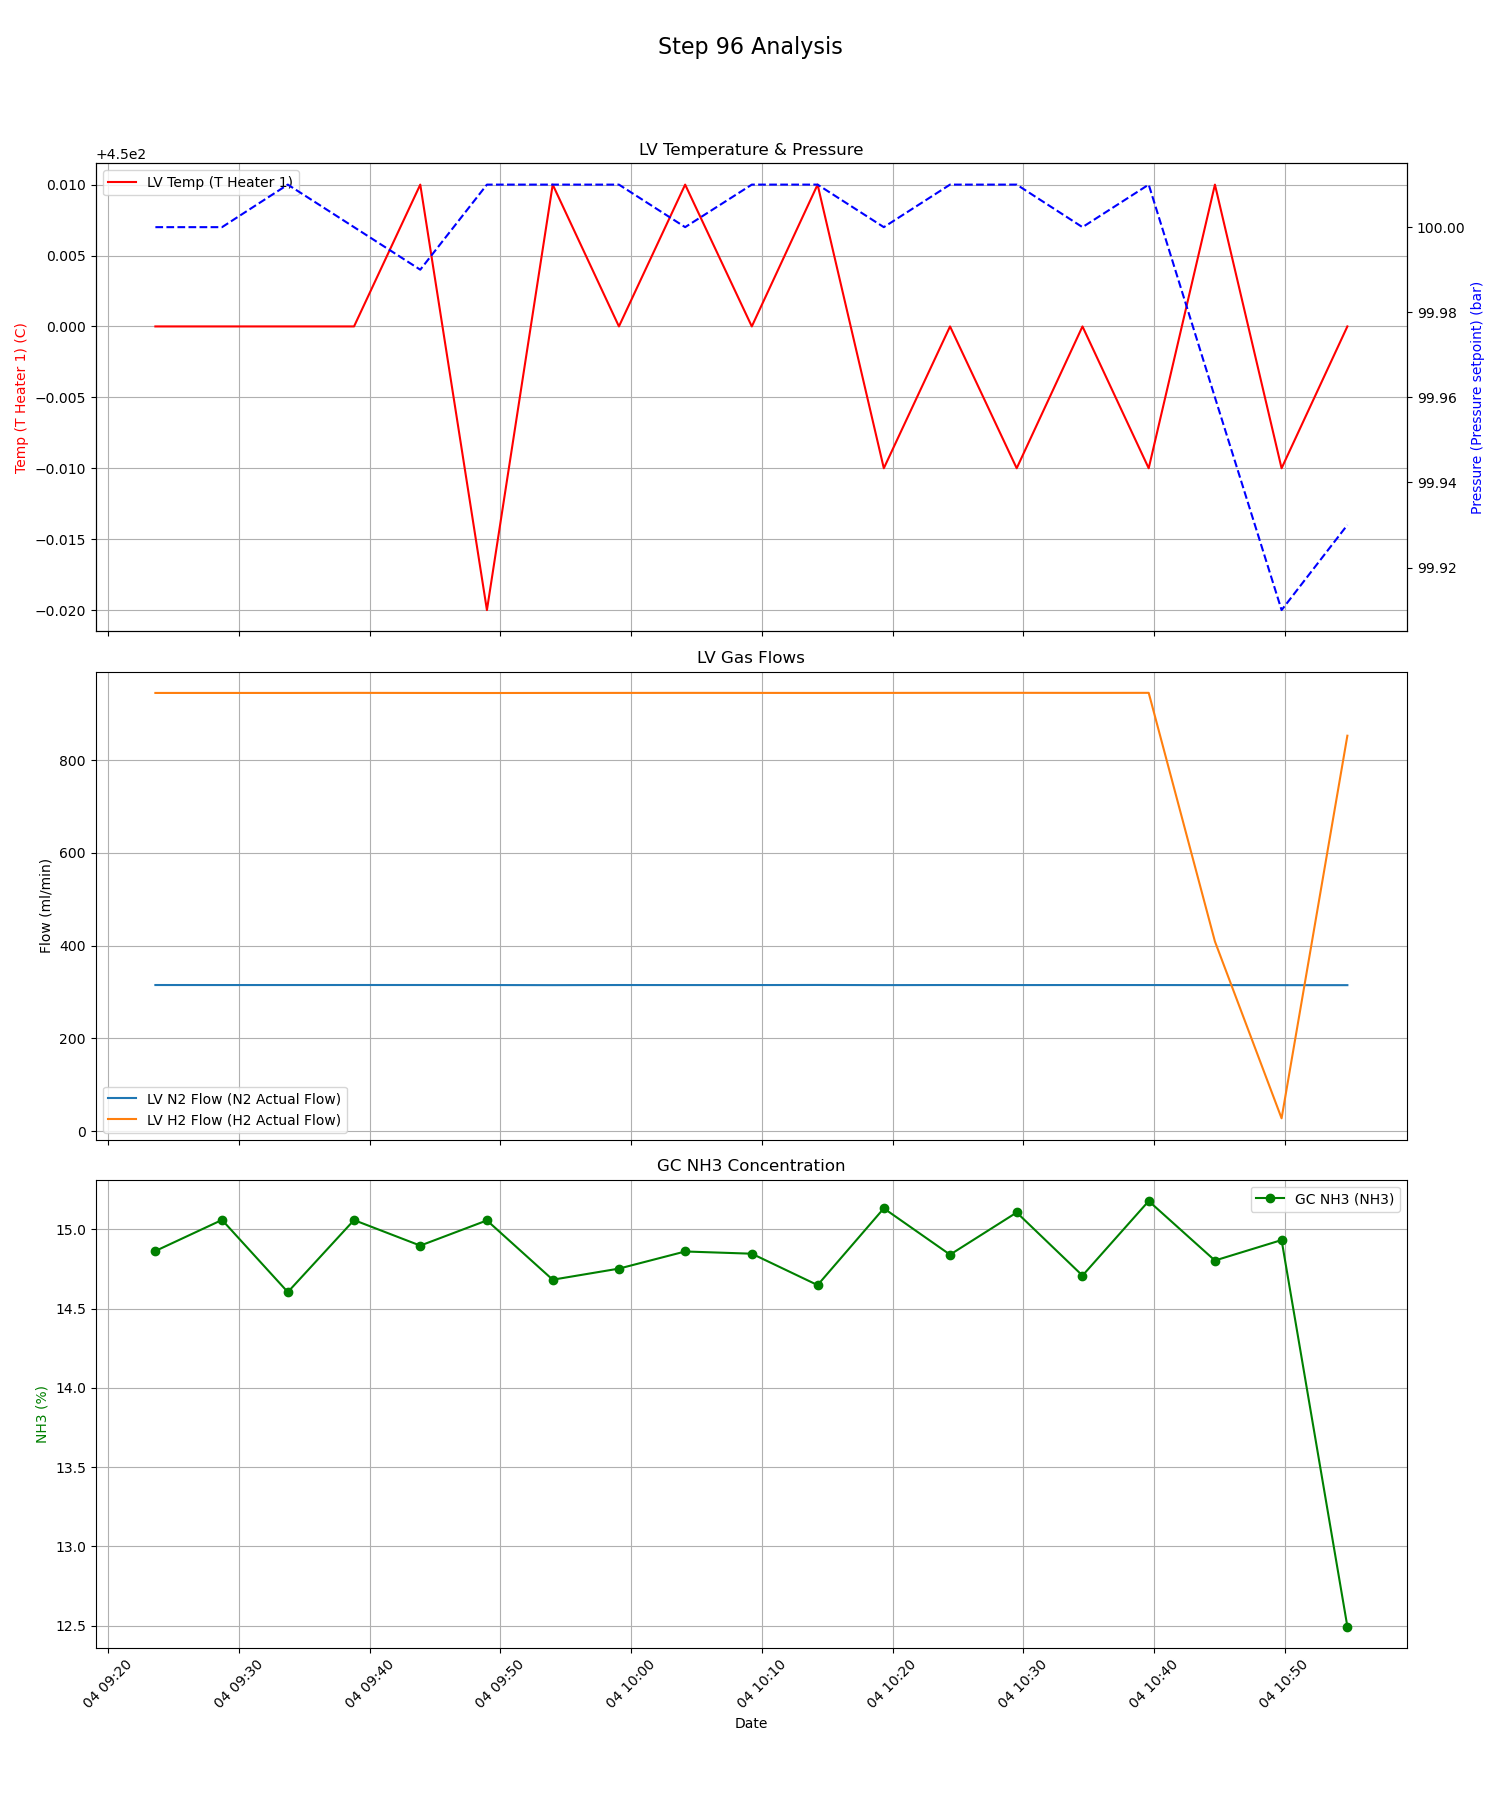 Step 96 Analysis
LV Temperature & Pressure
+4.5e2
LV Temp (T Heater 1)
0.010
0.005
0.000
−0.005
−0.010
−0.015
−0.020
Temp (T Heater 1) (C)
100.00
99.98
99.96
99.94
99.92
Pressure (Pressure setpoint) (bar)
LV Gas Flows
800
600
400
200
0
Flow (ml/min)
LV N2 Flow (N2 Actual Flow)
LV H2 Flow (H2 Actual Flow)
GC NH3 Concentration
GC NH3 (NH3)
15.0
14.5
14.0
13.5
13.0
12.5
NH3 (%)
04 09:20
04 09:30
04 09:40
04 09:50
04 10:00
04 10:10
04 10:20
04 10:30
04 10:40
04 10:50
Date